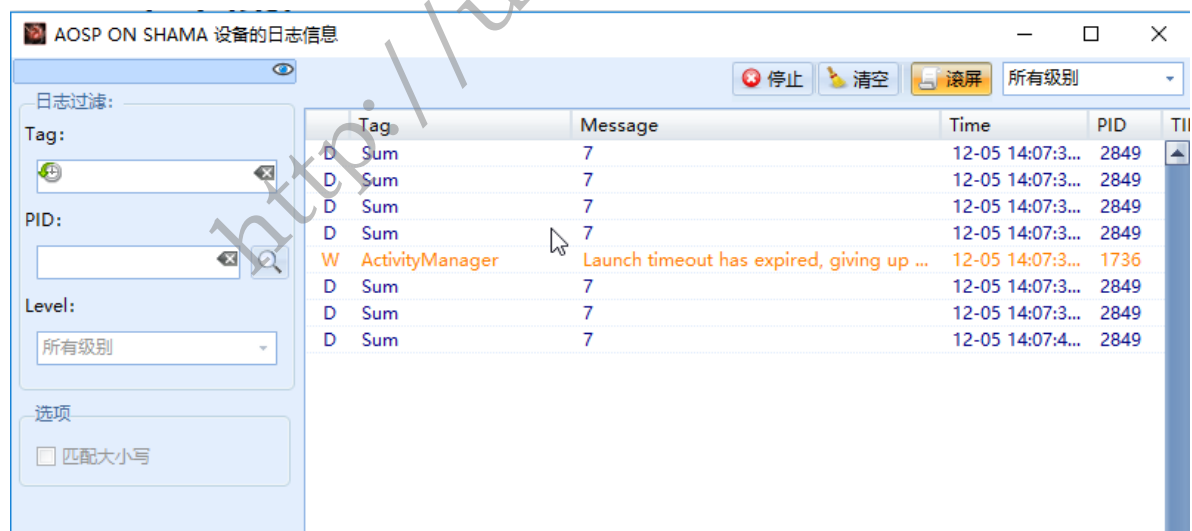 AOSP ON SHAMA 设备的日志信息
停止 清空 滚屏 所有级别
日志过滤:
Tag:
PID:
Level:
所有级别
选项
匹配大小写
Tag Message Time PID
D Sum 7 12-05 14:07:3... 2849
D Sum 7 12-05 14:07:3... 2849
D Sum 7 12-05 14:07:3... 2849
D Sum 7 12-05 14:07:3... 2849
W ActivityManager Launch timeout has expired, giving up ... 12-05 14:07:3... 1736
D Sum 7 12-05 14:07:3... 2849
D Sum 7 12-05 14:07:3... 2849
D Sum 7 12-05 14:07:4... 2849
http://